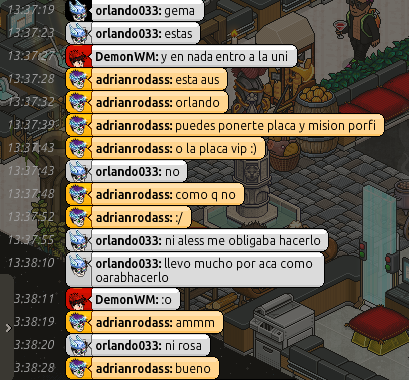 13:37:19 orlando033: gema
13:37:23 orlando033: estas
13:37:27 DemonWM: y en nada entro a la uni
13:37:28 adrianrodass: esta aus
13:37:32 adrianrodass: orlando
13:37:39 adrianrodass: puedes ponerte placa y mision porfi
13:37:43 adrianrodass: o la placa vip :)
13:37:43 orlando033: no
13:37:48 adrianrodass: como q no
13:37:52 adrianrodass: :/
13:37:55 orlando033: ni aless me obligaba hacerlo
13:38:10 orlando033: llevo mucho por aca como
oarabhacerlo
13:38:11 DemonWM: :o
13:38:19 adrianrodass: ammm
13:38:20 orlando033: ni rosa
13:38:28 adrianrodass: bueno